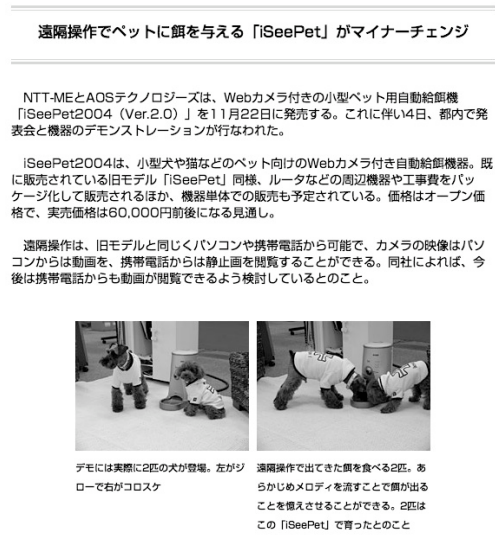 遠隔操作でペットに餌を与える「iSeePet」がマイナーチェンジ
NTT-MEとAOSテクノロジーズは、Webカメラ付きの小型ペット用自動給餌機
「iSeePet2004(Ver.2.0)」を11月22日に発売する。これに伴い4日、都内で発
表会と機器のデモンストレーションが行なわれた。
iSeePet2004は、小型犬や猫などのペット向けのWebカメラ付き自動給餌機器。既
に販売されている旧モデル「iSeePet」同様、ルータなどの周辺機器や工事費をパッ
ケージ化して販売されるほか、機器単体での販売も予定されている。価格はオープン価
格で、実売価格は60,000円前後になる見通し。
遠隔操作は、旧モデルと同じくパソコンや携帯電話から可能で、カメラの映像はパソ
コンからは動画を、携帯電話からは静止画を閲覧することができる。同社によれば、今
後は携帯電話からも動画が閲覧できるよう検討しているとのこと。
デモには実際に2匹の犬が登場。左がジ
ローで右がコロスケ
遠隔操作で出てきた餌を食べる2匹。あ
らかじめメロディを流すことで餌が出る
ことを憶えさせることができる。2匹は
この「iSeePet」で育ったとのこと